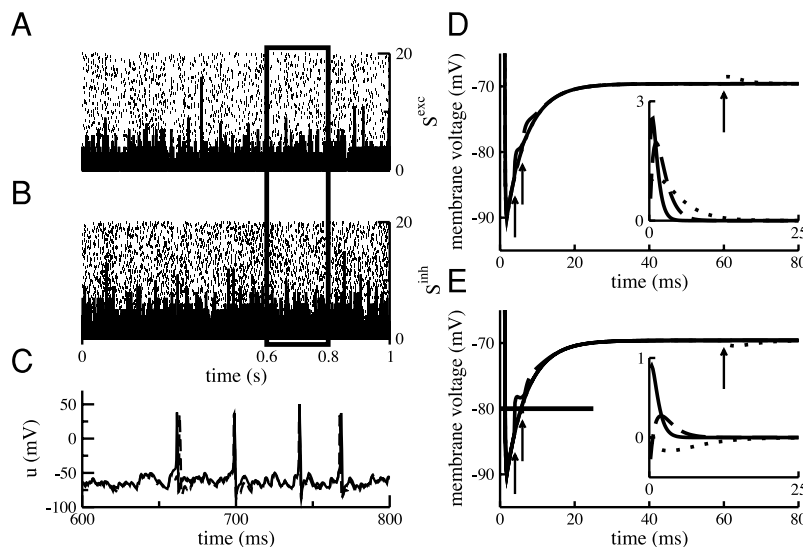 A
20
S^exc
0
B
20
S^inh
0
0
0.6
0.8
1
time (s)
C
50
0
-50
-100
u (mV)
600
700
800
time (ms)
D
-70
-80
-90
membrane voltage (mV)
3
0
0
25
0
20
40
60
80
time (ms)
E
-70
-80
-90
membrane voltage (mV)
1
0
0
25
0
20
40
60
80
time (ms)